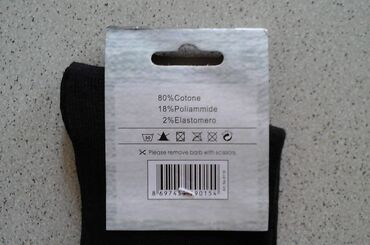 80%Cotone
18%Poliammide
2%Elastomero
Please remove barb with scissors.